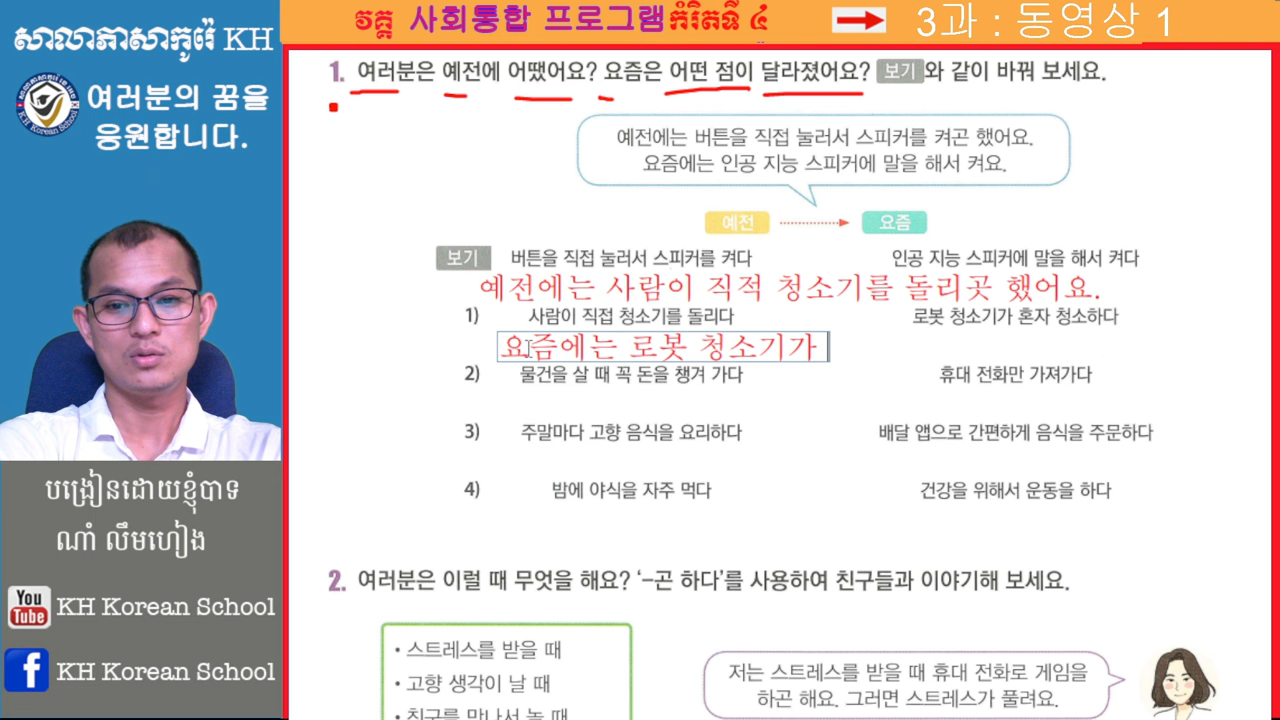 សាលាភាសាកូរ៉េ KH
여러분의 꿈을
응원합니다.
បង្រៀនដោយខ្ញុំបាទ
ណាំ លឹមហៀង
You
Tube
KH Korean School
f KH Korean School
វគ្គ 사회통합 프로그램កំរិតទី ៤
3과 : 동영상 1
1. 여러분은 예전에 어땠어요? 요즘은 어떤 점이 달라졌어요? 보기 와 같이 바꿔 보세요.
예전에는 버튼을 직접 눌러서 스피커를 켜곤 했어요.
요즘에는 인공 지능 스피커에 말을 해서 켜요.
예전 요즘
보기 버튼을 직접 눌러서 스피커를 켜다 인공 지능 스피커에 말을 해서 켜다
예전에는 사람이 직적 청소기를 돌리곳 했어요.
1) 사람이 직접 청소기를 돌리다 로봇 청소기가 혼자 청소하다
요즘에는 로봇 청소기가
2) 물건을 살 때 꼭 돈을 챙겨 가다 휴대 전화만 가져가다
3) 주말마다 고향 음식을 요리하다 배달 앱으로 간편하게 음식을 주문하다
4) 밤에 야식을 자주 먹다 건강을 위해서 운동을 하다
2. 여러분은 이럴 때 무엇을 해요? ‘-곤 하다’를 사용하여 친구들과 이야기해 보세요.
• 스트레스를 받을 때
• 고향 생각이 날 때
• 친구를 만나서 놀 때
저는 스트레스를 받을 때 휴대 전화로 게임을
하곤 해요. 그러면 스트레스가 풀려요.